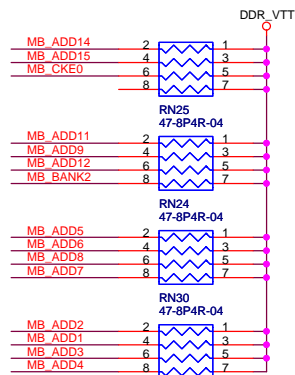 DDR_VTT
MB_ADD14 2 1
MB_ADD15 4 3
MB_CKE0 6 5
8 7
RN25
47-8P4R-04
MB_ADD11 2 1
MB_ADD9 4 3
MB_ADD12 6 5
MB_BANK2 8 7
RN24
47-8P4R-04
MB_ADD5 2 1
MB_ADD6 4 3
MB_ADD8 6 5
MB_ADD7 8 7
RN30
47-8P4R-04
MB_ADD2 2 1
MB_ADD1 4 3
MB_ADD3 6 5
MB_ADD4 8 7